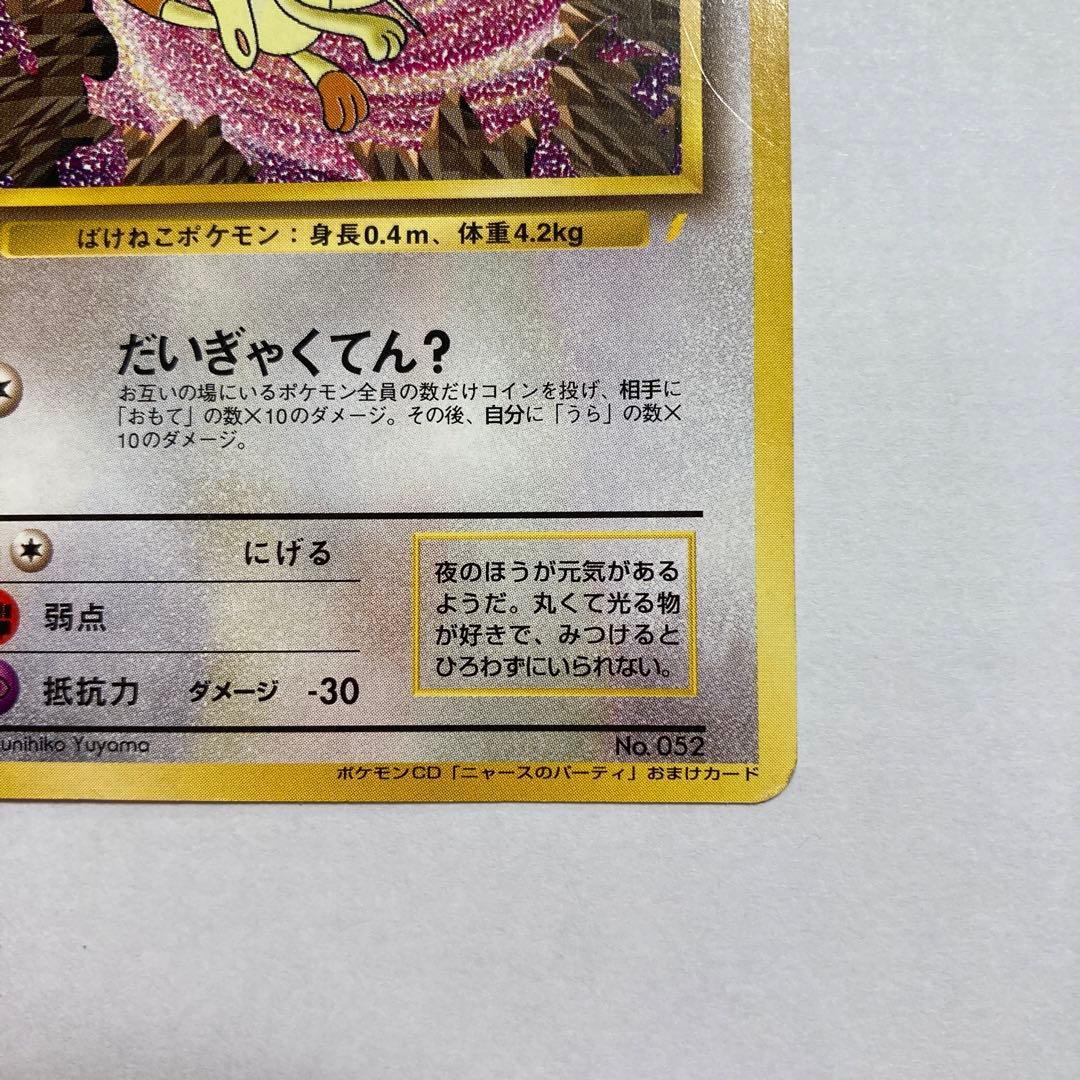 ばけねこポケモン：身長0.4m、体重4.2kg
だいぎゃくてん？
お互いの場にいるポケモン全員の数だけコインを投げ、相手に
「おもて」の数×10のダメージ。その後、自分に「うら」の数×
10のダメージ。
にげる
弱点
抵抗力 ダメージ -30
夜のほうが元気がある
ようだ。丸くて光る物
が好きで、みつけると
ひろわずにいられない。
unihiko Yuyama
No.052
ポケモンCD「ニャースのパーティ」おまけカード